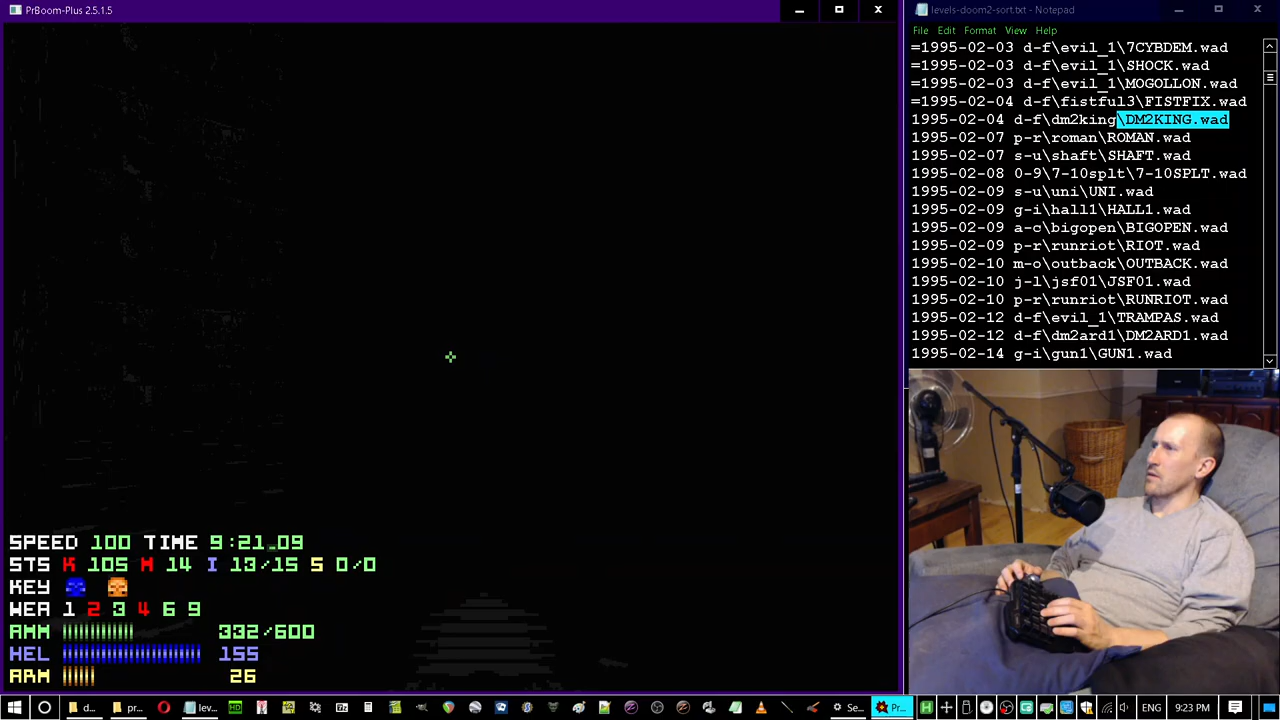 PrBoom-Plus 2.5.1.5
levels-doom2-sort.txt - Notepad
File Edit Format View Help
=1995-02-03 d-f\evil_1\7CYBDEM.wad
=1995-02-03 d-f\evil_1\SHOCK.wad
=1995-02-03 d-f\evil_1\MOGOLLON.wad
=1995-02-04 d-f\fistful3\FISTFIX.wad
1995-02-04 d-f\dm2king\DM2KING.wad
1995-02-07 p-r\roman\ROMAN.wad
1995-02-07 s-u\shaft\SHAFT.wad
1995-02-08 0-9\7-10splt\7-10SPLT.wad
1995-02-09 s-u\uni\UNI.wad
1995-02-09 g-i\hall1\HALL1.wad
1995-02-09 a-c\bigopen\BIGOPEN.wad
1995-02-09 p-r\runriot\RIOT.wad
1995-02-10 m-o\outback\OUTBACK.wad
1995-02-10 j-l\jsf01\JSF01.wad
1995-02-10 p-r\runriot\RUNRIOT.wad
1995-02-12 d-f\evil_1\TRAMPAS.wad
1995-02-12 d-f\dm2ard1\DM2ARD1.wad
1995-02-14 g-i\gun1\GUN1.wad
SPEED 100 TIME 9:21.09
STS K 105 H 14 I 13/15 S 0/0
KEY
WEA 1 2 3 4 6 9
AMM 332/600
HEL 155
ARM 26
d... pr... lev... Se... Pr... 9:23 PM